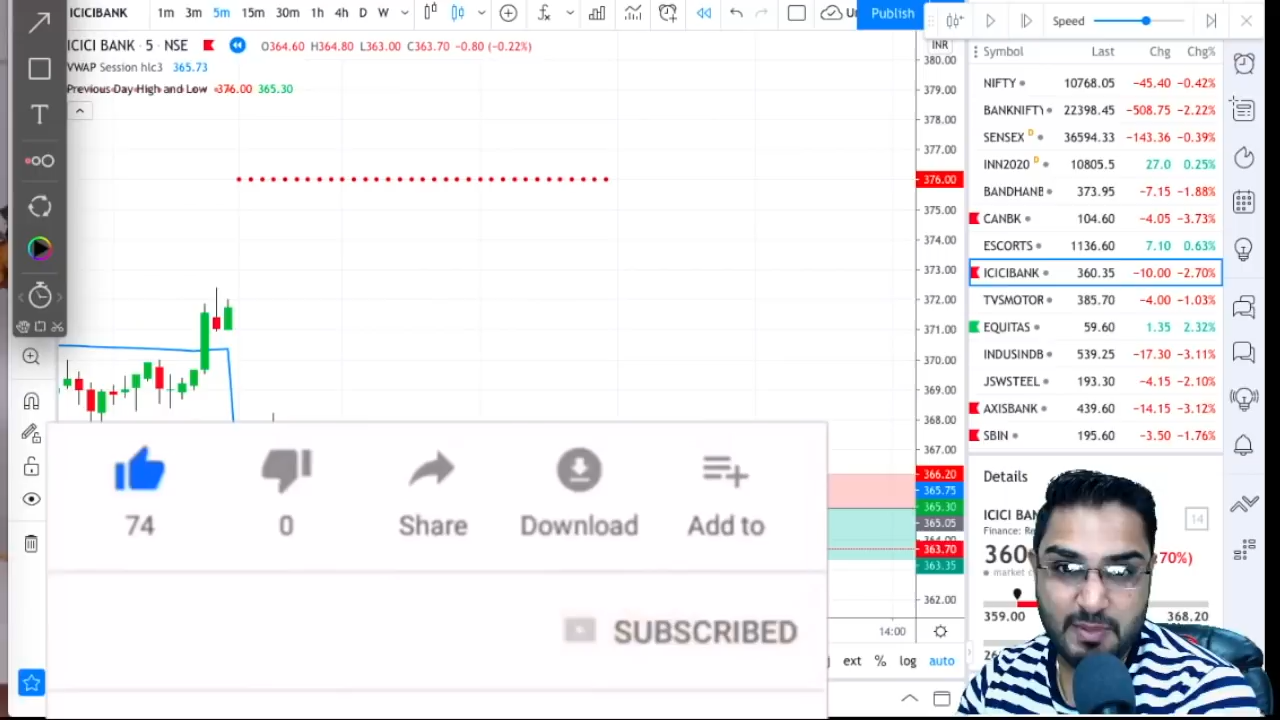 ICICIBANK 1m 3m 5m 15m 30m 1h 4h D W Publish Speed
ICICI BANK · 5 · NSE O364.60 H364.80 L363.00 C363.70 -0.80 (-0.22%)
VWAP Session hlc3 365.73
Previous Day High and Low 376.00 365.30
INR
380.00
379.00
378.00
377.00
376.00
375.00
374.00
373.00
372.00
371.00
370.00
369.00
368.00
367.00
366.20
365.75
365.30
365.05
364.00
363.70
363.35
362.00
14:00
ext % log auto
Symbol Last Chg Chg%
NIFTY 10768.05 -45.40 -0.42%
BANKNIFTY 22398.45 -508.75 -2.22%
SENSEX D 36594.33 -143.36 -0.39%
INN2020 D 10805.5 27.0 0.25%
BANDHANB 373.95 -7.15 -1.88%
CANBK 104.60 -4.05 -3.73%
ESCORTS 1136.60 7.10 0.63%
ICICIBANK 360.35 -10.00 -2.70%
TVSMOTOR 385.70 -4.00 -1.03%
EQUITAS 59.60 1.35 2.32%
INDUSINDB 539.25 -17.30 -3.11%
JSWSTEEL 193.30 -4.15 -2.10%
AXISBANK 439.60 -14.15 -3.12%
SBIN 195.60 -3.50 -1.76%
Details
ICICI BAN 14
Finance: Re
360 70%)
market c
359.00 368.20
74 0 Share Download Add to
SUBSCRIBED